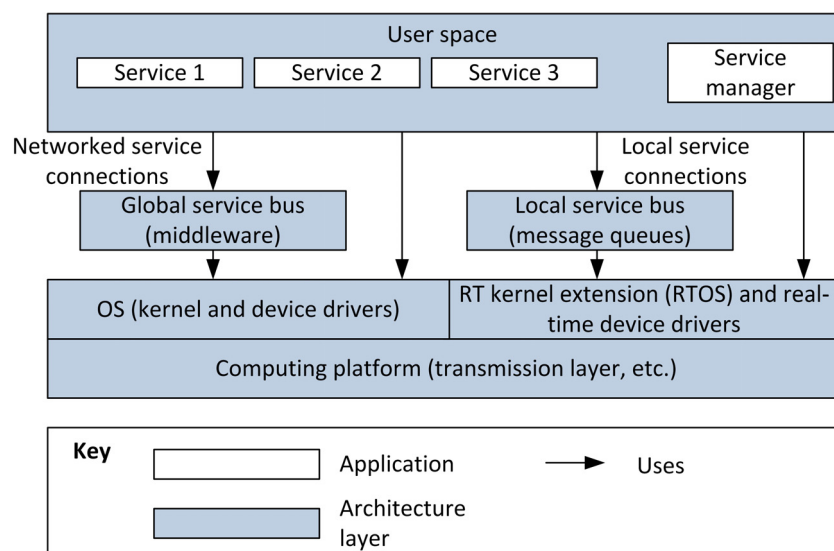 User space
Service 1
Service 2
Service 3
Service
manager
Networked service
connections
Local service
connections
Global service bus
(middleware)
Local service bus
(message queues)
OS (kernel and device drivers)
RT kernel extension (RTOS) and real-
time device drivers
Computing platform (transmission layer, etc.)
Key
Application
Uses
Architecture
layer